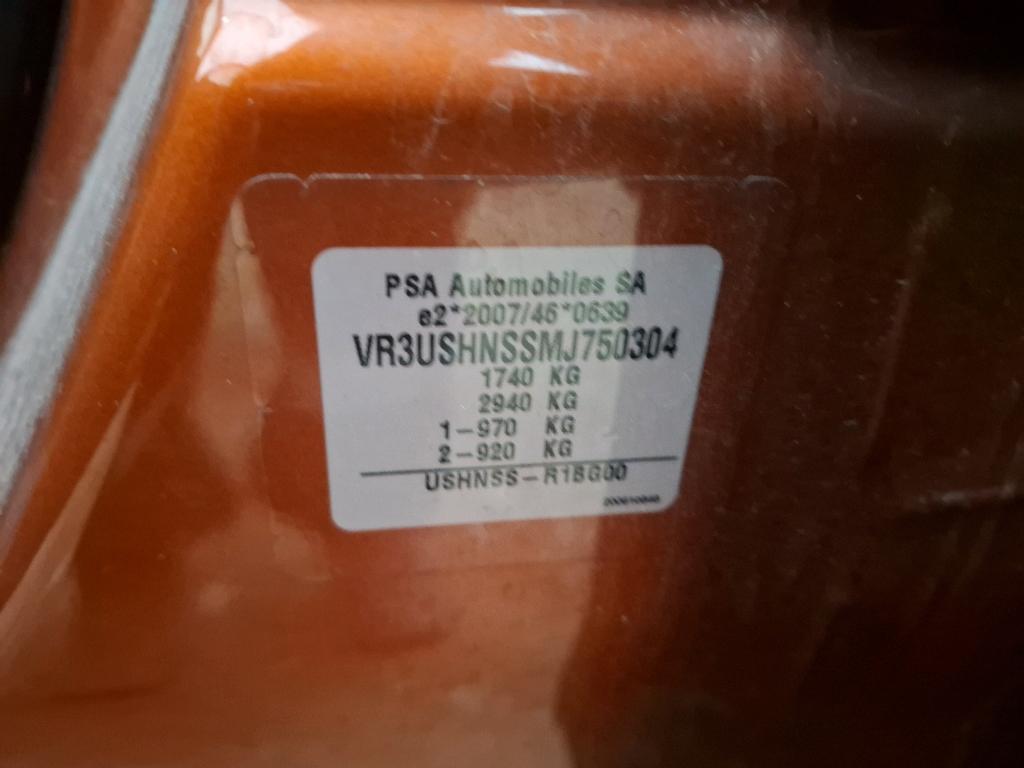 PSA Automobiles SA
e2*2007/46*0639
VR3USHNSSMJ750304
1740 KG
2940 KG
1-970 KG
2-920 KG
USHNSS-R1BG00